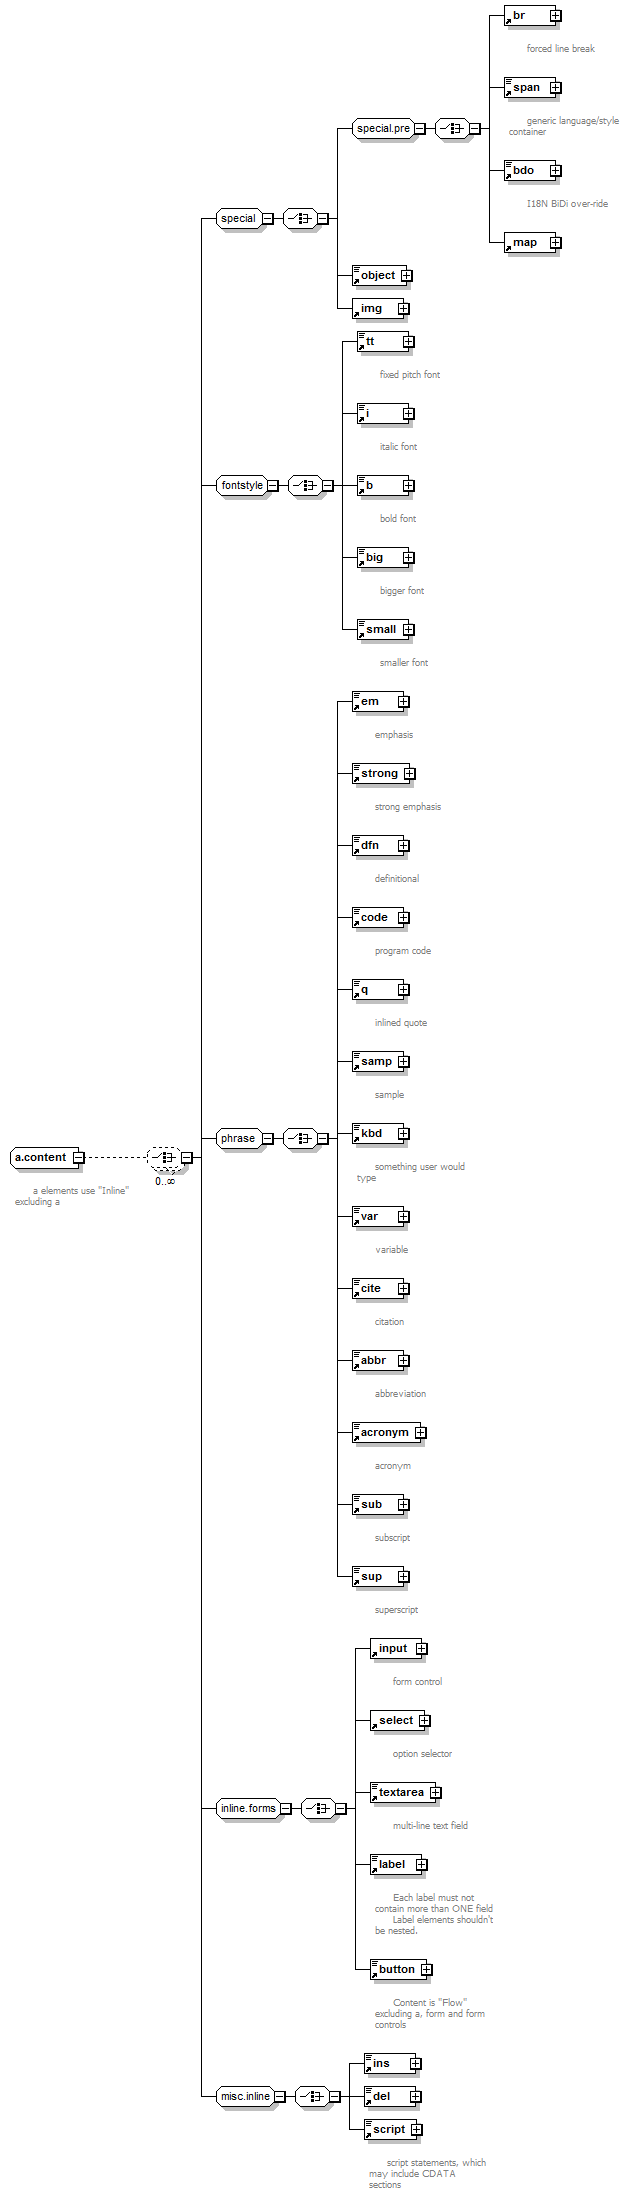 br
forced line break
span
generic language/style
container
bdo
I18N BiDi over-ride
map
special.pre
special
object
img
tt
fixed pitch font
i
italic font
fontstyle
b
bold font
big
bigger font
small
smaller font
em
emphasis
strong
strong emphasis
dfn
definitional
code
program code
q
inlined quote
samp
sample
kbd
something user would
type
phrase
a.content
0..∞
a elements use "Inline"
excluding a
var
variable
cite
citation
abbr
abbreviation
acronym
acronym
sub
subscript
sup
superscript
input
form control
select
option selector
textarea
multi-line text field
inline.forms
label
Each label must not
contain more than ONE field
Label elements shouldn't
be nested.
button
Content is "Flow"
excluding a, form and form
controls
ins
misc.inline
del
script
script statements, which
may include CDATA
sections